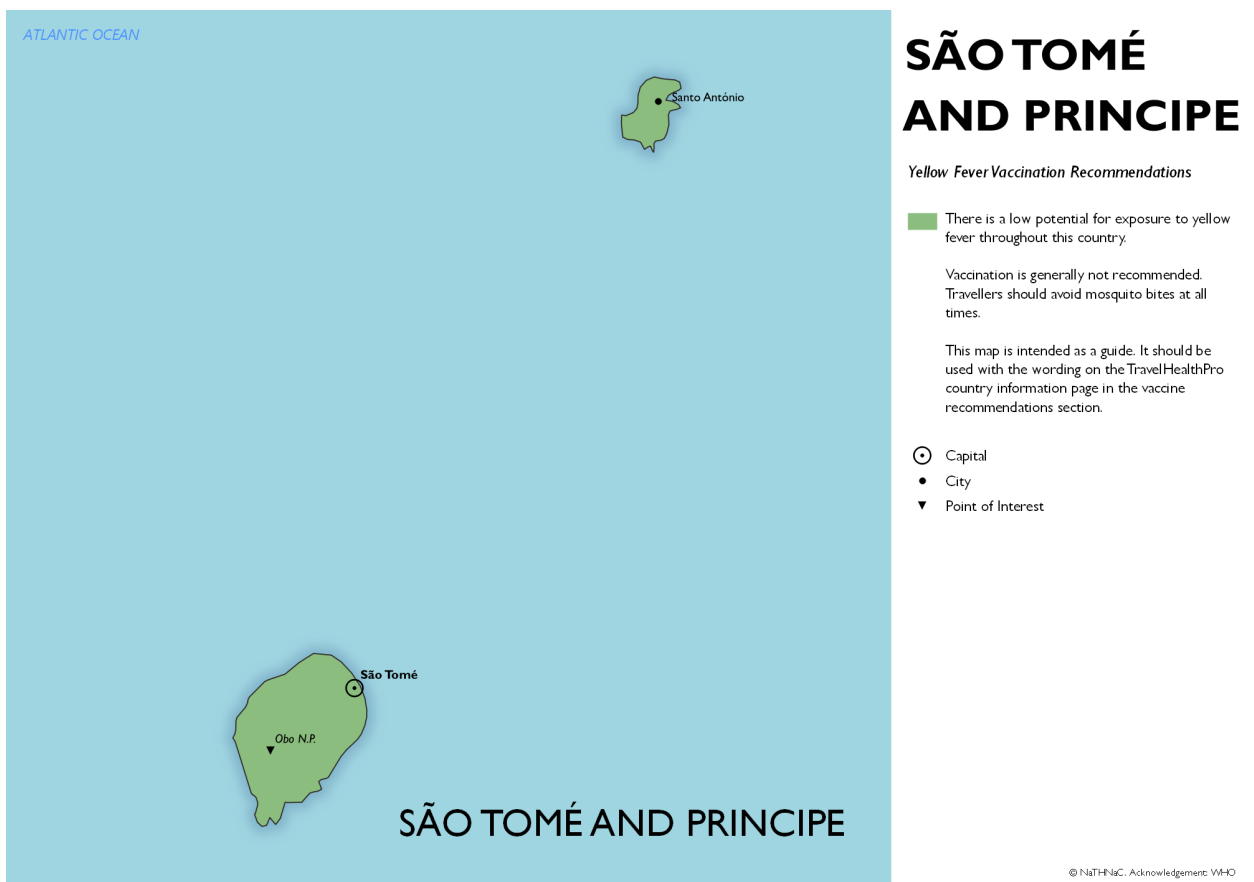 ATLANTIC OCEAN
Santo António
São Tomé
Obo N.P.
SÃO TOMÉ AND PRINCIPE
SÃO TOMÉ
AND PRINCIPE
Yellow Fever Vaccination Recommendations
There is a low potential for exposure to yellow
fever throughout this country.
Vaccination is generally not recommended.
Travellers should avoid mosquito bites at all
times.
This map is intended as a guide. It should be
used with the wording on the TravelHealthPro
country information page in the vaccine
recommendations section.
Capital
City
Point of Interest
© NaTHNaC. Acknowledgement: WHO